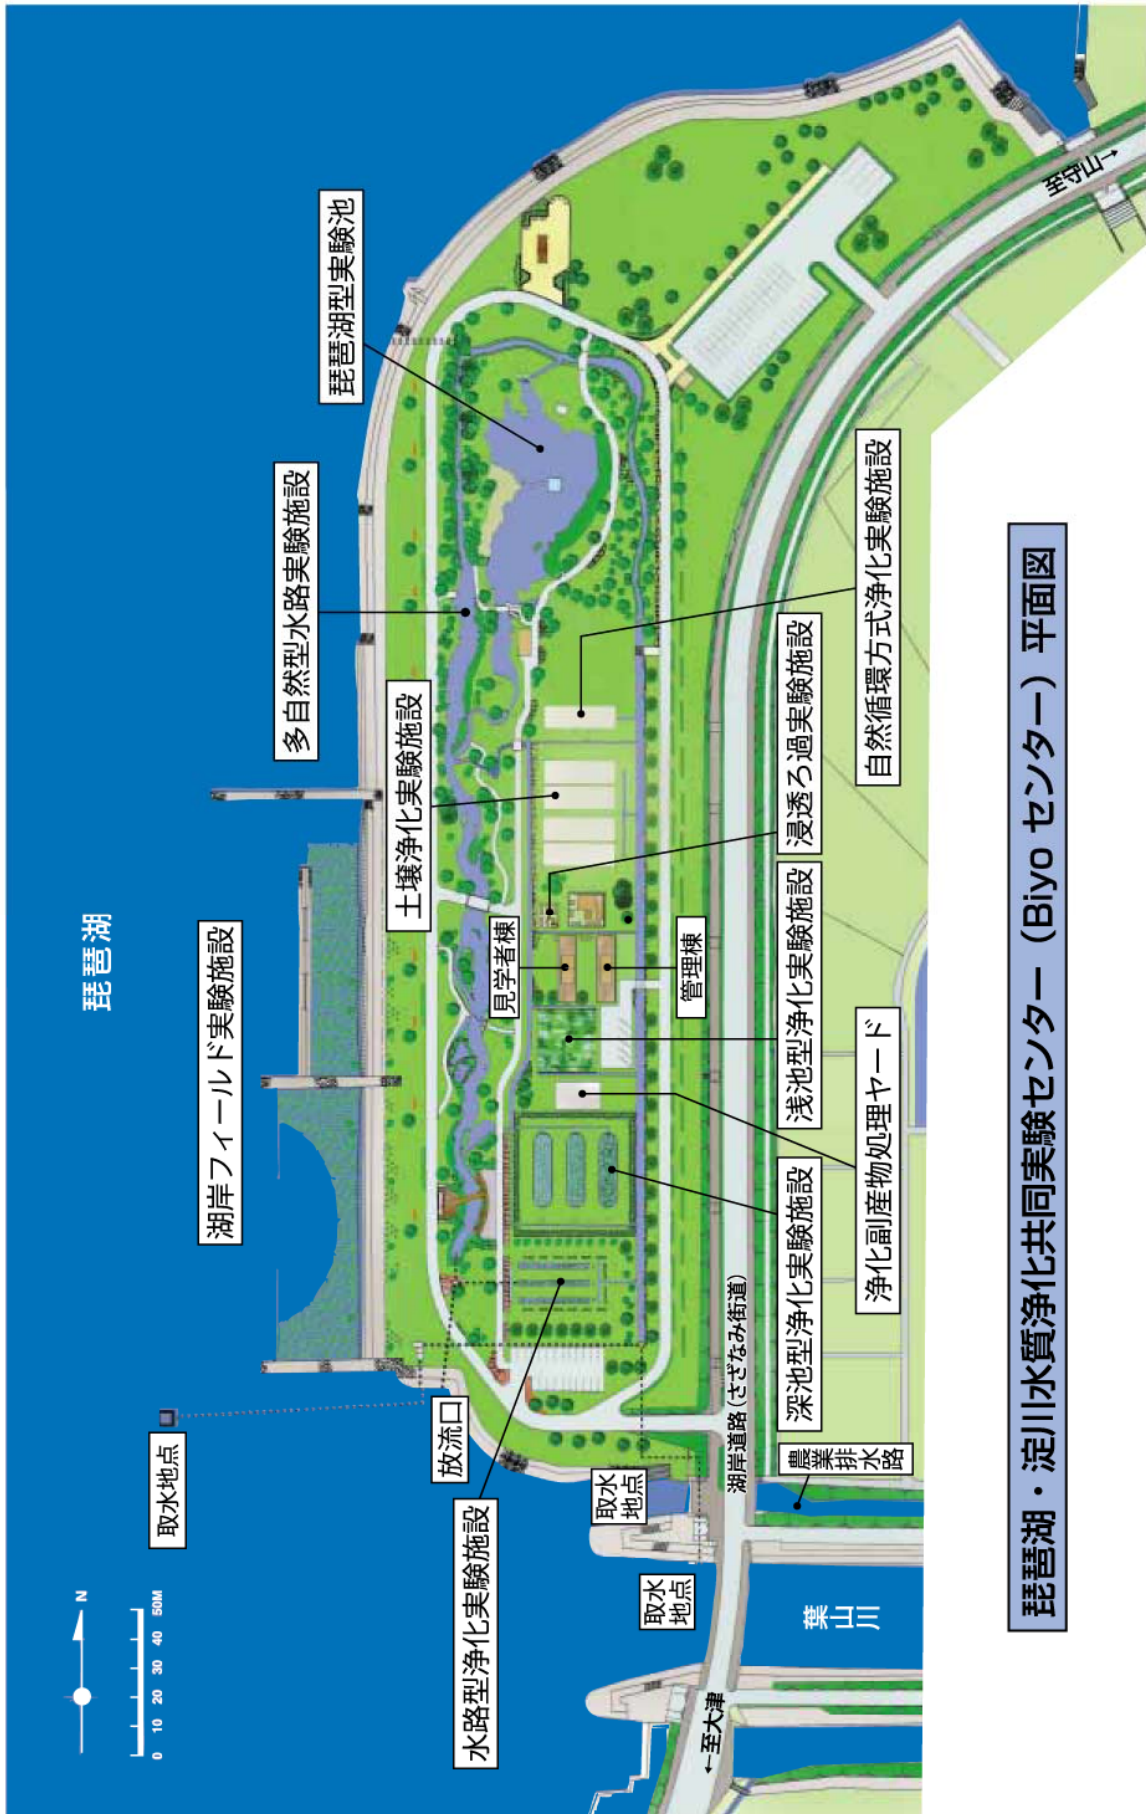 琵琶湖
琵琶湖型実験池
多自然型水路実験施設
湖岸フィールド実験施設
土壌浄化実験施設
見学者棟
管理棟
自然循環方式浄化実験施設
浸透ろ過実験施設
浅池型浄化実験施設
浄化副産物処理ヤード
深池型浄化実験施設
水路型浄化実験施設
放流口
取水地点
取水
地点
取水
地点
農業排水路
湖岸道路(さざなみ街道)
葉山川
←至大津
至守山→
N
0 10 20 30 40 50M
琵琶湖・淀川水質浄化共同実験センター（Biyo センター）平面図